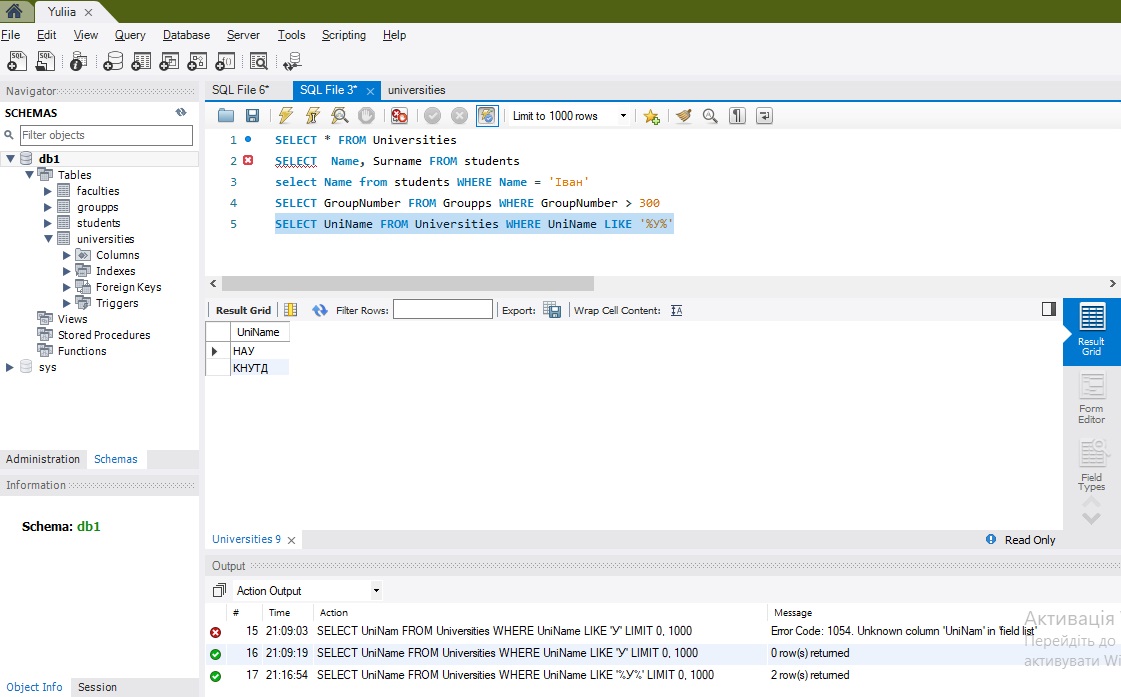 Yuliia
File Edit View Query Database Server Tools Scripting Help
Navigator
SCHEMAS
Filter objects
db1
Tables
faculties
groupps
students
universities
Columns
Indexes
Foreign Keys
Triggers
Views
Stored Procedures
Functions
sys
Administration Schemas
Information
Schema: db1
Object Info Session
SQL File 6* SQL File 3* universities
Limit to 1000 rows
1 SELECT * FROM Universities
2 SELECT Name, Surname FROM students
3 select Name from students WHERE Name = 'Іван'
4 SELECT GroupNumber FROM Groupps WHERE GroupNumber > 300
5 SELECT UniName FROM Universities WHERE UniName LIKE '%У%'
Result Grid Filter Rows: Export: Wrap Cell Content:
UniName
НАУ
КНУТД
Result
Grid
Form
Editor
Field
Types
Universities 9 Read Only
Output
Action Output
# Time Action Message
15 21:09:03 SELECT UniNam FROM Universities WHERE UniName LIKE 'У' LIMIT 0, 1000 Error Code: 1054. Unknown column 'UniNam' in 'field list'
16 21:09:19 SELECT UniName FROM Universities WHERE UniName LIKE 'У' LIMIT 0, 1000 0 row(s) returned
17 21:16:54 SELECT UniName FROM Universities WHERE UniName LIKE '%У%' LIMIT 0, 1000 2 row(s) returned
Активація
Перейдіть до
активувати Wi